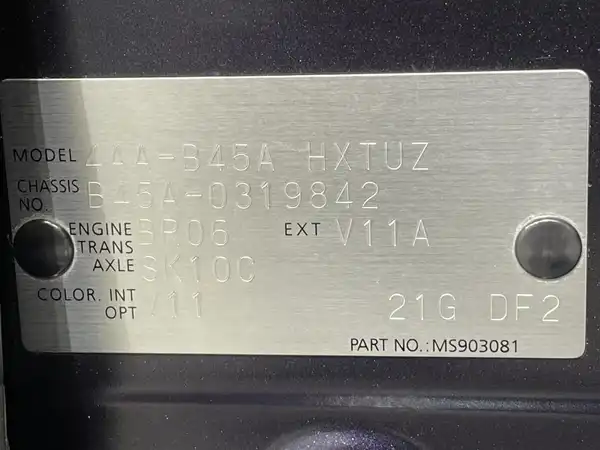 MODEL 4AA-B45A HXTUZ
CHASSIS NO. B45A-0319842
ENGINE BR06 EXT V11A
TRANS AXLE SK10C
COLOR. INT OPT /11 21G DF2
PART NO.:MS903081